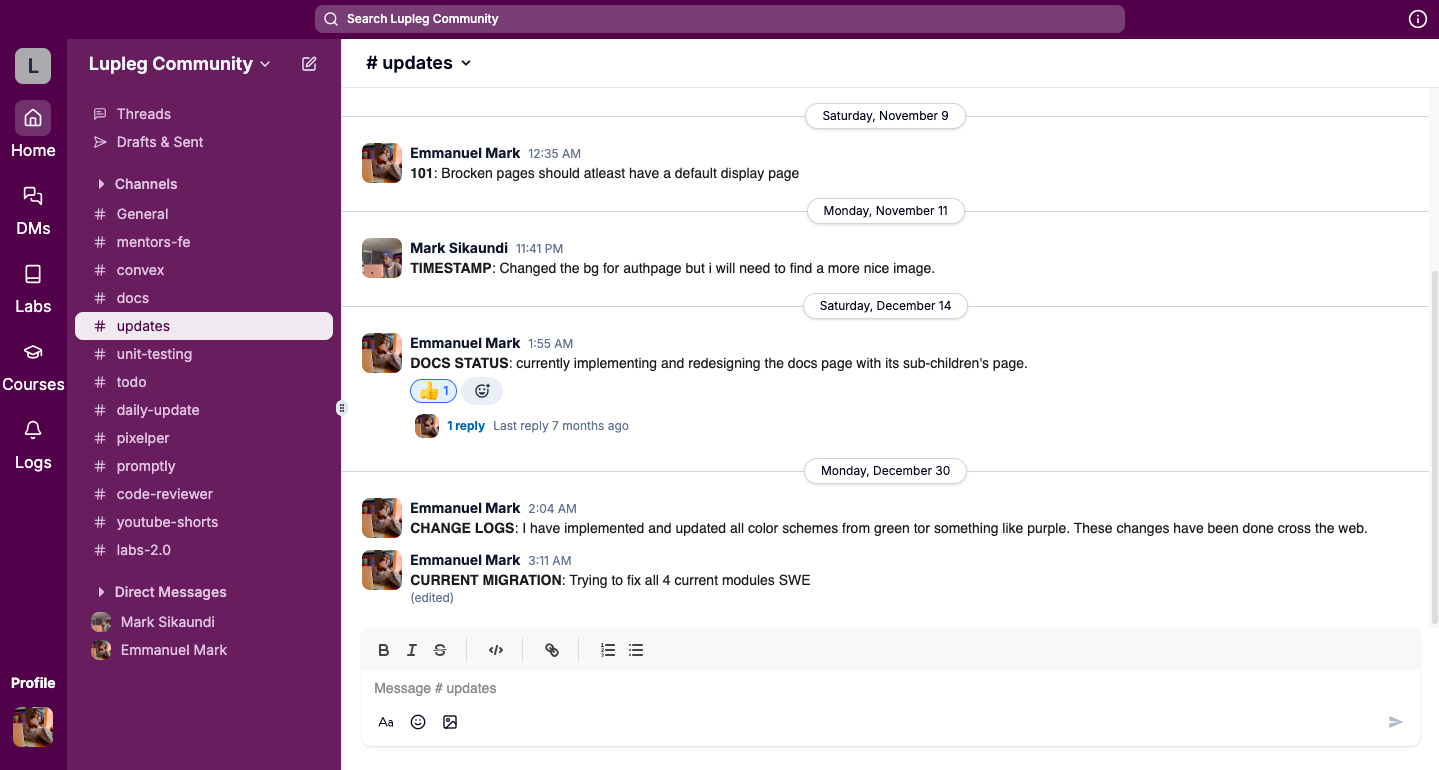 Search Lupleg Community
L
Home
DMs
Labs
Courses
Logs
Profile
Lupleg Community
Threads
Drafts & Sent
Channels
# General
# mentors-fe
# convex
# docs
# updates
# unit-testing
# todo
# daily-update
# pixelper
# promptly
# code-reviewer
# youtube-shorts
# labs-2.0
Direct Messages
Mark Sikaundi
Emmanuel Mark
# updates
Saturday, November 9
Emmanuel Mark 12:35 AM
101: Brocken pages should atleast have a default display page
Monday, November 11
Mark Sikaundi 11:41 PM
TIMESTAMP: Changed the bg for authpage but i will need to find a more nice image.
Saturday, December 14
Emmanuel Mark 1:55 AM
DOCS STATUS: currently implementing and redesigning the docs page with its sub-children's page.
👍 1
1 reply Last reply 7 months ago
Monday, December 30
Emmanuel Mark 2:04 AM
CHANGE LOGS: I have implemented and updated all color schemes from green tor something like purple. These changes have been done cross the web.
Emmanuel Mark 3:11 AM
CURRENT MIGRATION: Trying to fix all 4 current modules SWE
(edited)
B I S </>
Message # updates
Aa